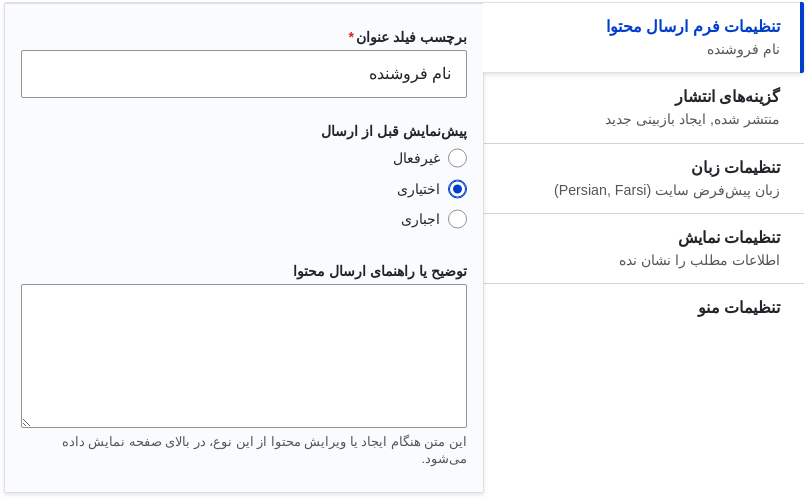 تنظیمات فرم ارسال محتوا
نام فروشنده
گزینه‌های انتشار
منتشر شده, ایجاد بازبینی جدید
تنظیمات زبان
زبان پیش‌فرض سایت (Persian, Farsi)
تنظیمات نمایش
اطلاعات مطلب را نشان نده
تنظیمات منو
برچسب فیلد عنوان*
نام فروشنده
پیش‌نمایش قبل از ارسال
غیرفعال
اختیاری
اجباری
توضیح یا راهنمای ارسال محتوا
این متن هنگام ایجاد یا ویرایش محتوا از این نوع، در بالای صفحه نمایش داده
می‌شود.